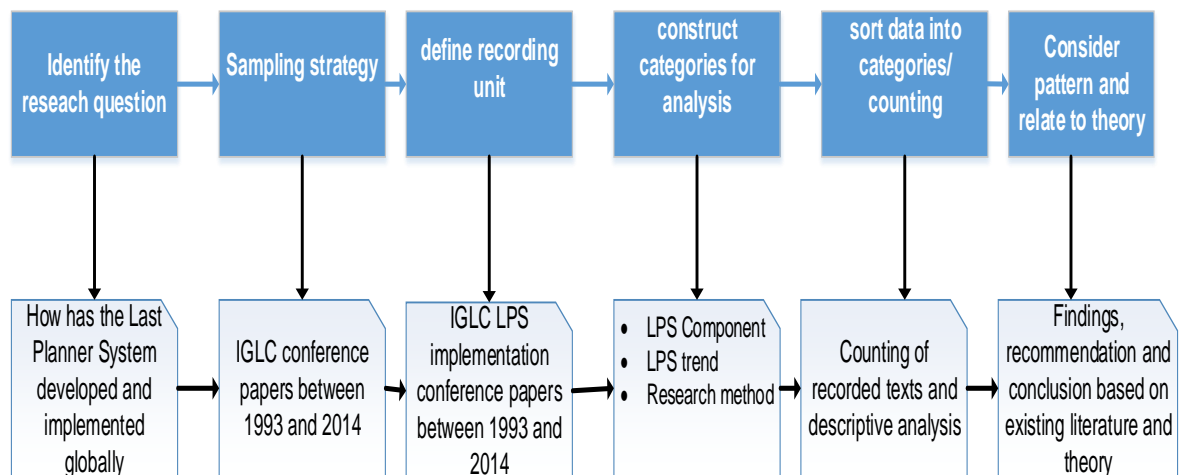 Identify the
reseach question
Sampling strategy
define recording
unit
construct
categories for
analysis
sort data into
categories/
counting
Consider
pattern and
relate to theory
How has the Last
Planner System
developed and
implemented
globally
IGLC conference
papers between
1993 and 2014
IGLC LPS
implementation
conference papers
between 1993 and
2014
• LPS Component
• LPS trend
• Research method
Counting of
recorded texts and
descriptive analysis
Findings,
recommendation and
conclusion based on
existing literature and
theory